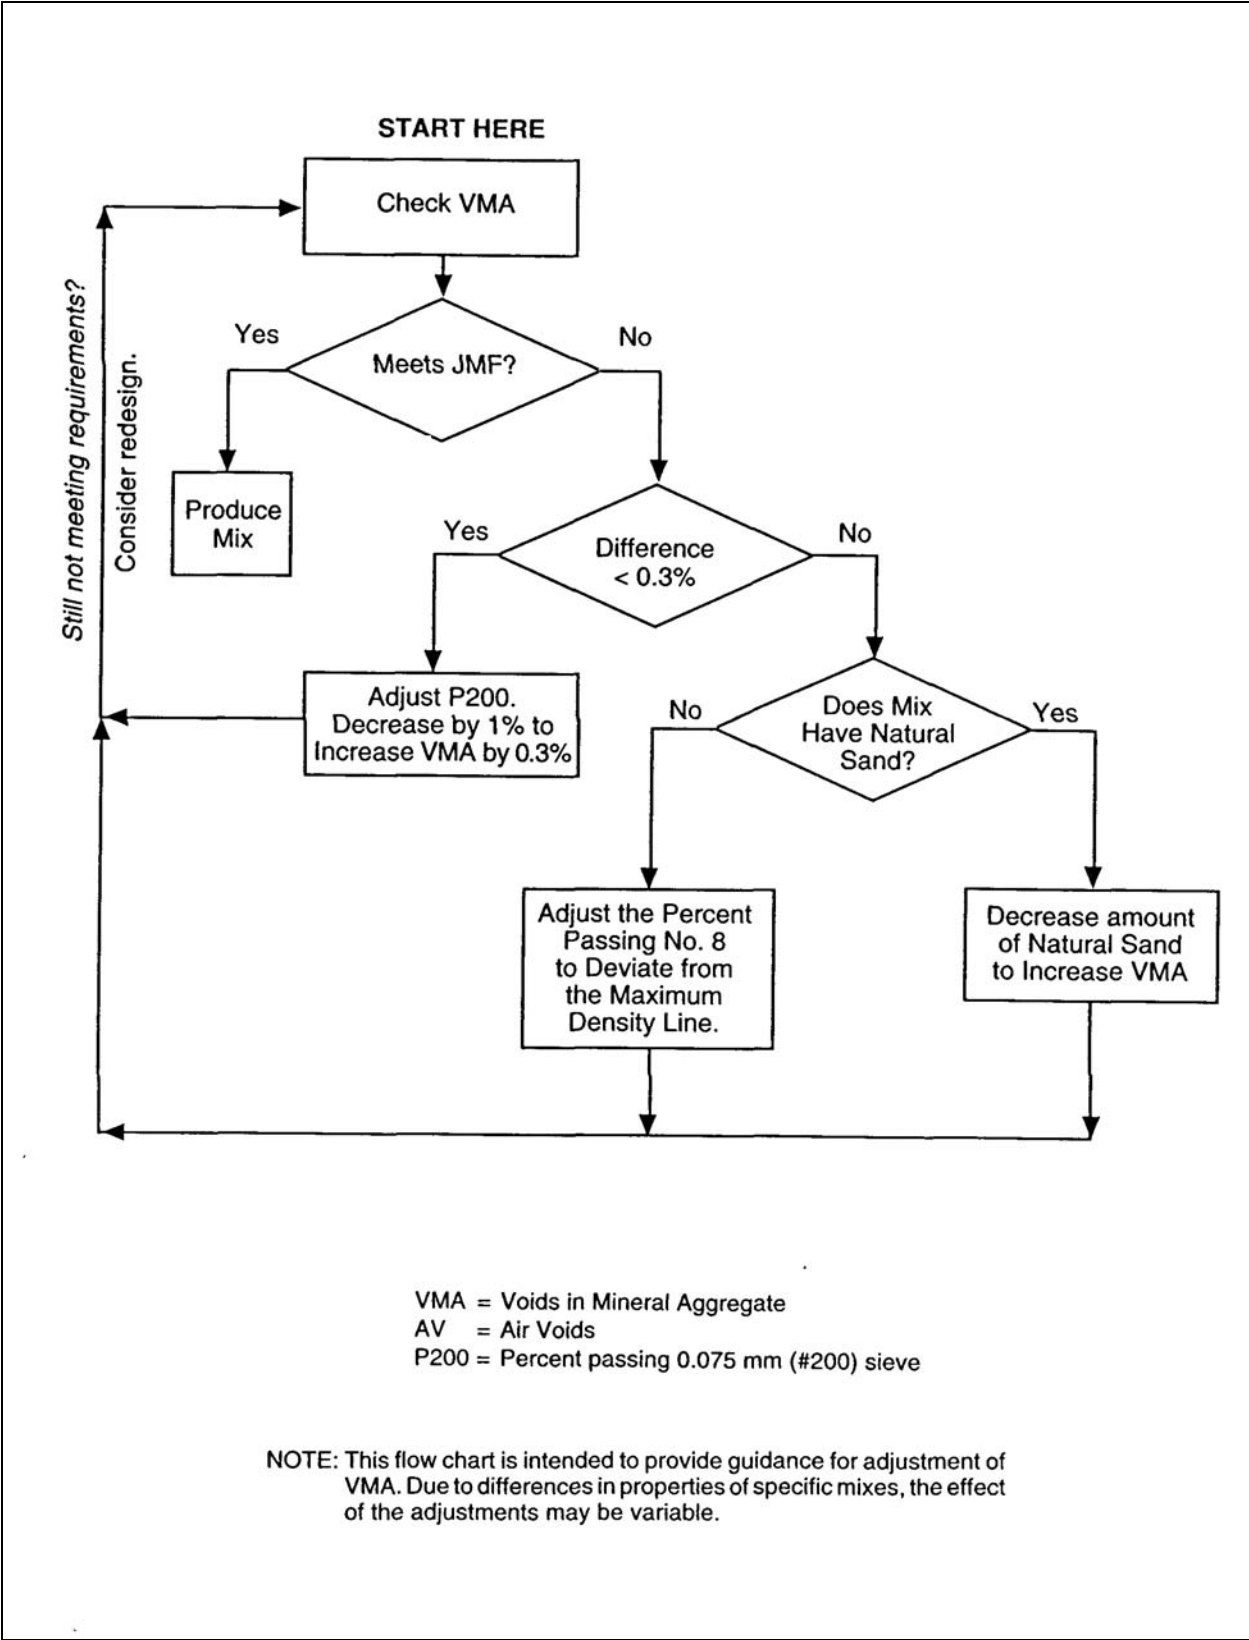 START HERE
Check VMA
Yes
No
Meets JMF?
Still not meeting requirements?
Consider redesign.
Produce
Mix
Yes
No
Difference
< 0.3%
Adjust P200.
Decrease by 1% to
Increase VMA by 0.3%
No
Yes
Does Mix
Have Natural
Sand?
Adjust the Percent
Passing No. 8
to Deviate from
the Maximum
Density Line.
Decrease amount
of Natural Sand
to Increase VMA
VMA = Voids in Mineral Aggregate
AV = Air Voids
P200 = Percent passing 0.075 mm (#200) sieve
NOTE: This flow chart is intended to provide guidance for adjustment of
VMA. Due to differences in properties of specific mixes, the effect
of the adjustments may be variable.